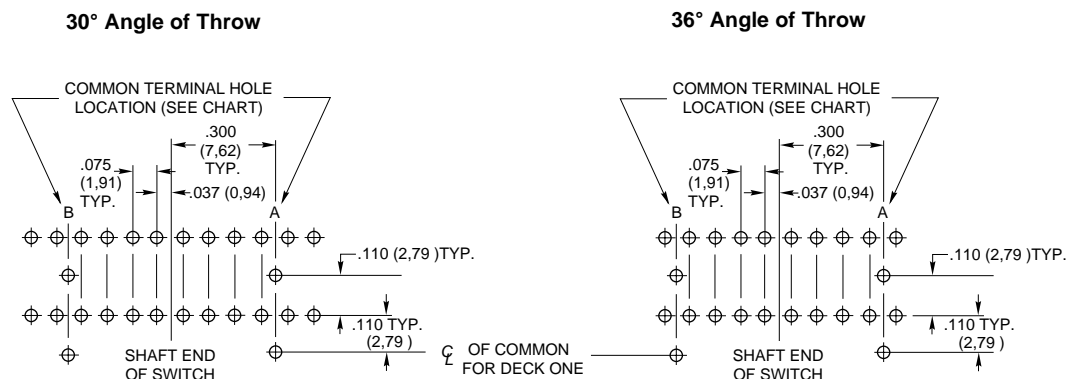 30° Angle of Throw
COMMON TERMINAL HOLE
LOCATION (SEE CHART)
.300
(7,62)
TYP.
.075
(1,91)
TYP.
.037 (0,94)
B
A
.110 (2,79 )TYP.
.110 TYP.
(2,79 )
SHAFT END
OF SWITCH
℄ OF COMMON
FOR DECK ONE
36° Angle of Throw
COMMON TERMINAL HOLE
LOCATION (SEE CHART)
.300
(7,62)
TYP.
.075
(1,91)
TYP.
.037 (0,94)
B
A
.110 (2,79 )TYP.
.110 TYP.
(2,79 )
SHAFT END
OF SWITCH